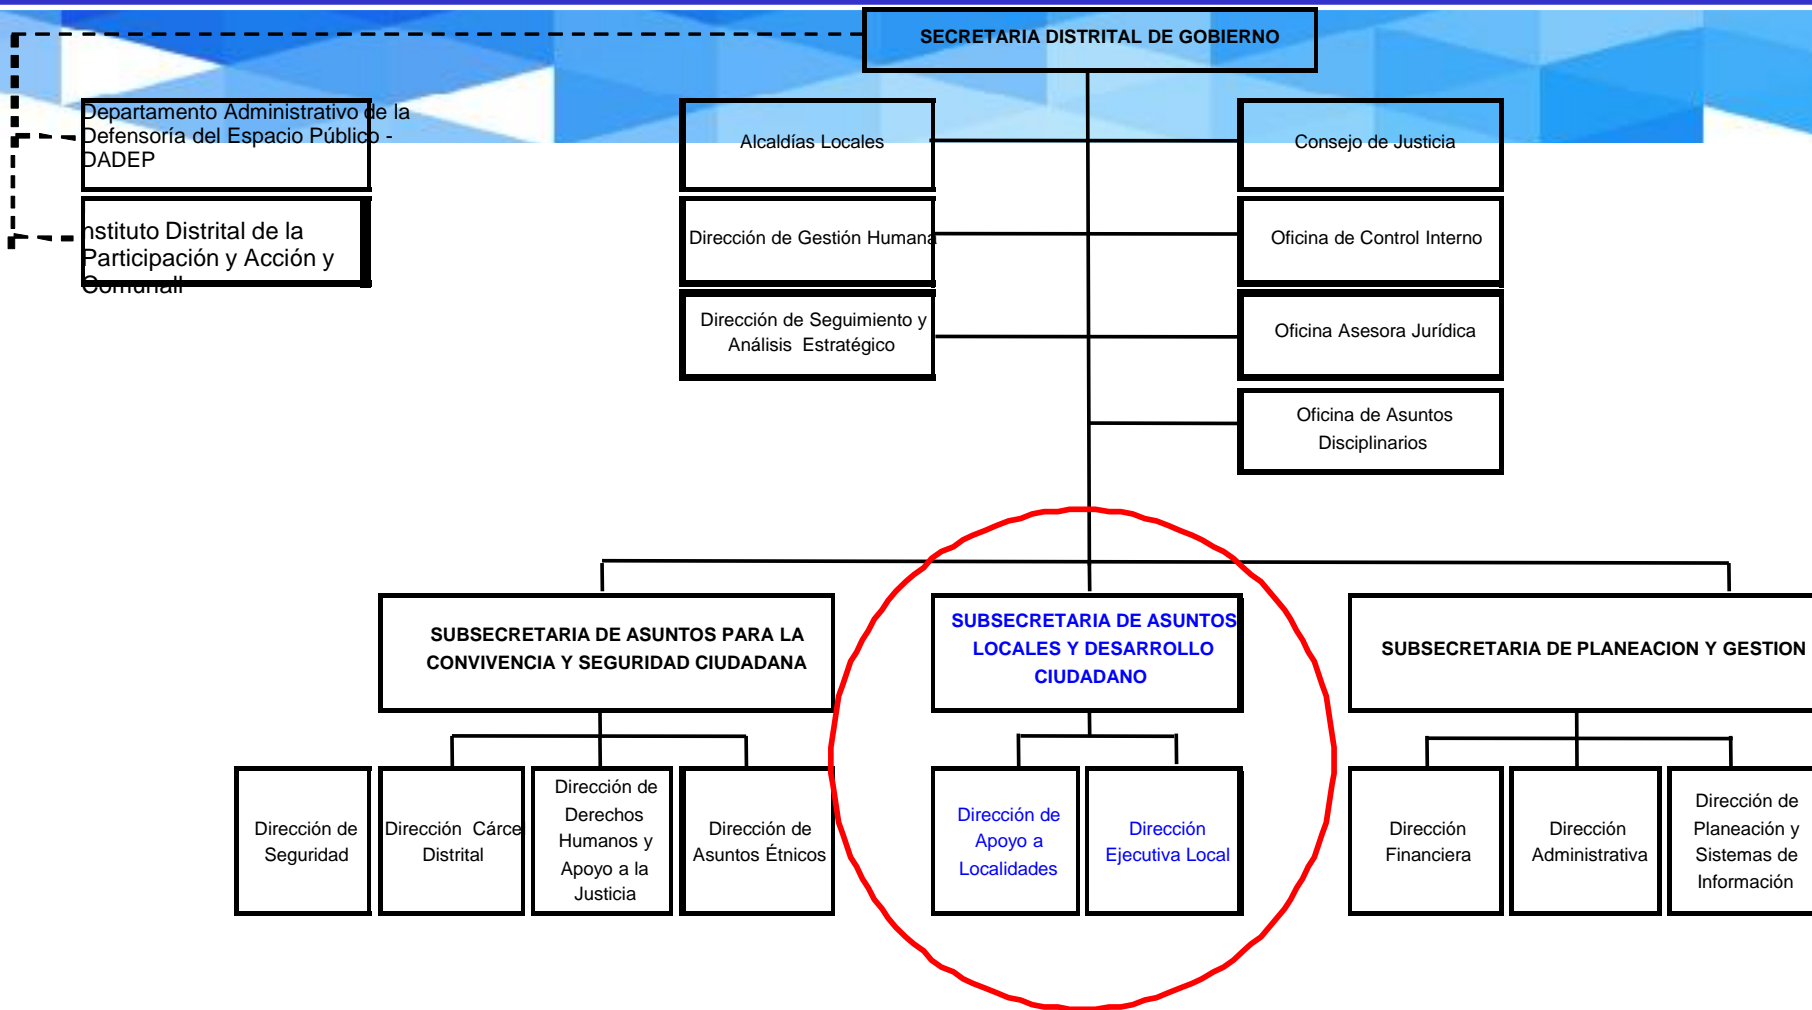 SECRETARIA DISTRITAL DE GOBIERNO
Departamento Administrativo de la
Defensoría del Espacio Público -
DADEP
nstituto Distrital de la
Participación y Acción y
Comunall
Alcaldías Locales
Consejo de Justicia
Dirección de Gestión Humana
Oficina de Control Interno
Dirección de Seguimiento y
Análisis Estratégico
Oficina Asesora Jurídica
Oficina de Asuntos
Disciplinarios
SUBSECRETARIA DE ASUNTOS PARA LA
CONVIVENCIA Y SEGURIDAD CIUDADANA
SUBSECRETARIA DE ASUNTOS
LOCALES Y DESARROLLO
CIUDADANO
SUBSECRETARIA DE PLANEACION Y GESTION
Dirección de
Seguridad
Dirección Cárce
Distrital
Dirección de
Derechos
Humanos y
Apoyo a la
Justicia
Dirección de
Asuntos Étnicos
Dirección de
Apoyo a
Localidades
Dirección
Ejecutiva Local
Dirección
Financiera
Dirección
Administrativa
Dirección de
Planeación y
Sistemas de
Información